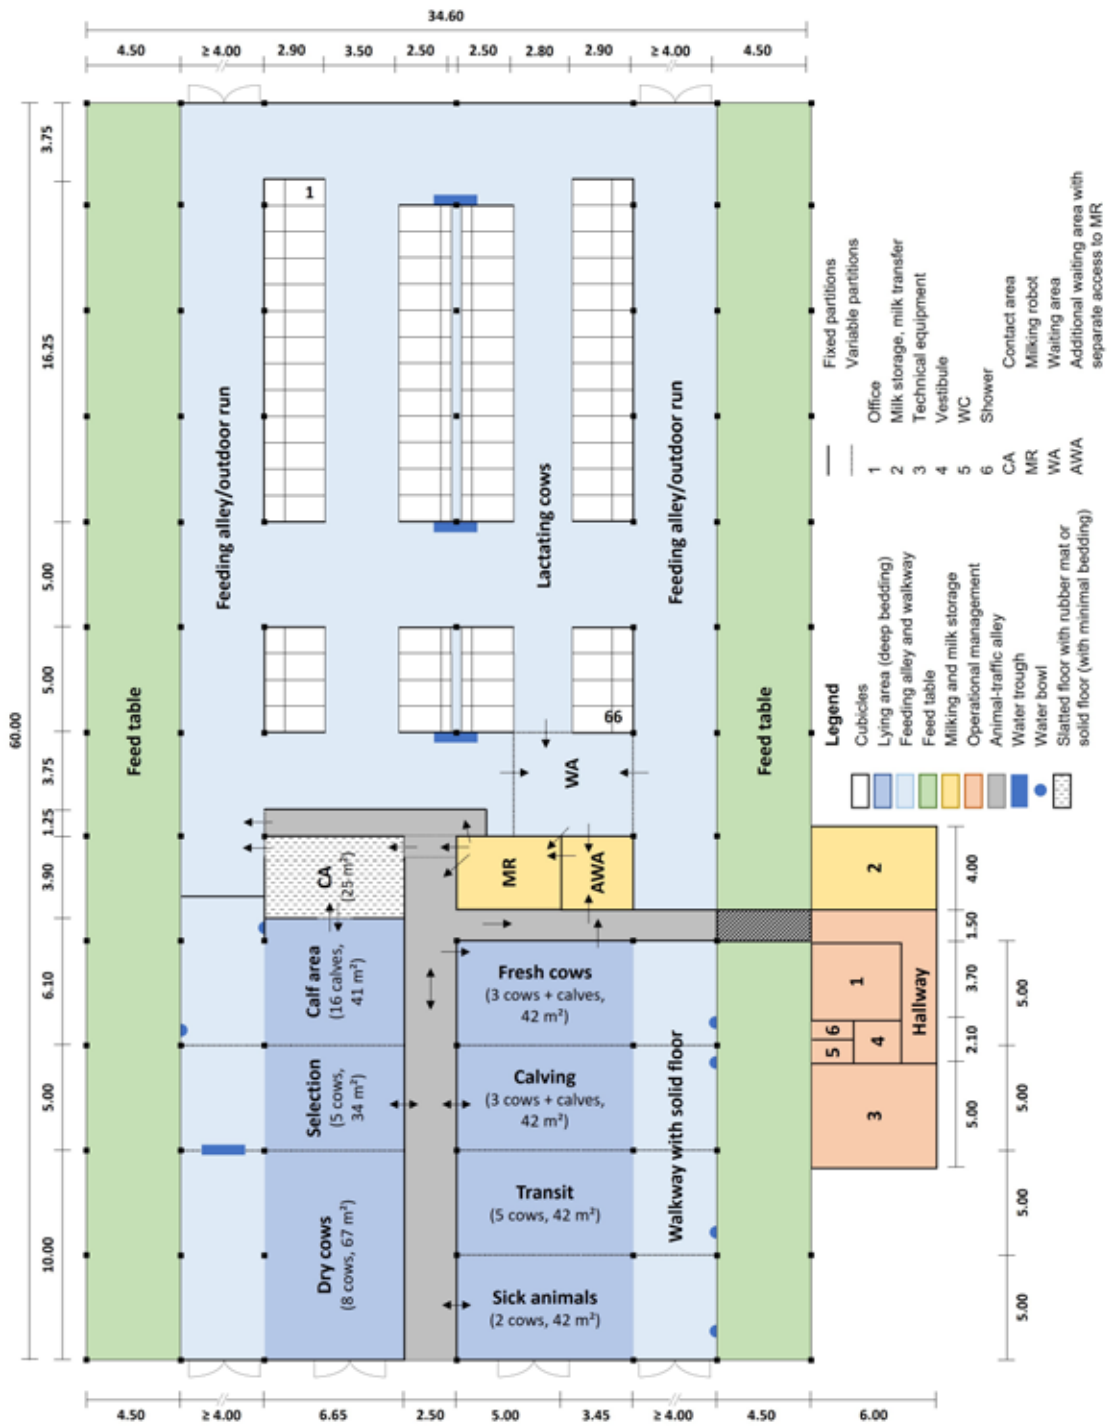 34.60
4.50
≥ 4.00
2.90
3.50
2.50
2.50
2.80
2.90
≥ 4.00
4.50
60.00
3.75
16.25
5.00
5.00
3.75
1.25
3.90
6.10
5.00
10.00
Feed table
Feeding alley/outdoor run
1
Lactating cows
66
Feeding alley/outdoor run
Feed table
WA
CA
(25 m²)
MR
AWA
Calf area
(16 calves,
41 m²)
Selection
(5 cows,
34 m²)
Dry cows
(8 cows, 67 m²)
Fresh cows
(3 cows + calves,
42 m²)
Calving
(3 cows + calves,
42 m²)
Transit
(5 cows, 42 m²)
Sick animals
(2 cows, 42 m²)
Walkway with solid floor
2
1
Hallway
6
5
4
3
4.00
1.50
3.70
2.10
5.00
5.00
5.00
5.00
5.00
4.50
≥ 4.00
6.65
2.50
5.00
3.45
≥ 4.00
4.50
6.00
Legend
Cubicles
Lying area (deep bedding)
Feeding alley and walkway
Feed table
Milking and milk storage
Operational management
Animal-traffic alley
Water trough
Water bowl
Slatted floor with rubber mat or
solid floor (with minimal bedding)
Fixed partitions
Variable partitions
1 Office
2 Milk storage, milk transfer
3 Technical equipment
4 Vestibule
5 WC
6 Shower
CA Contact area
MR Milking robot
WA Waiting area
AWA Additional waiting area with
separate access to MR